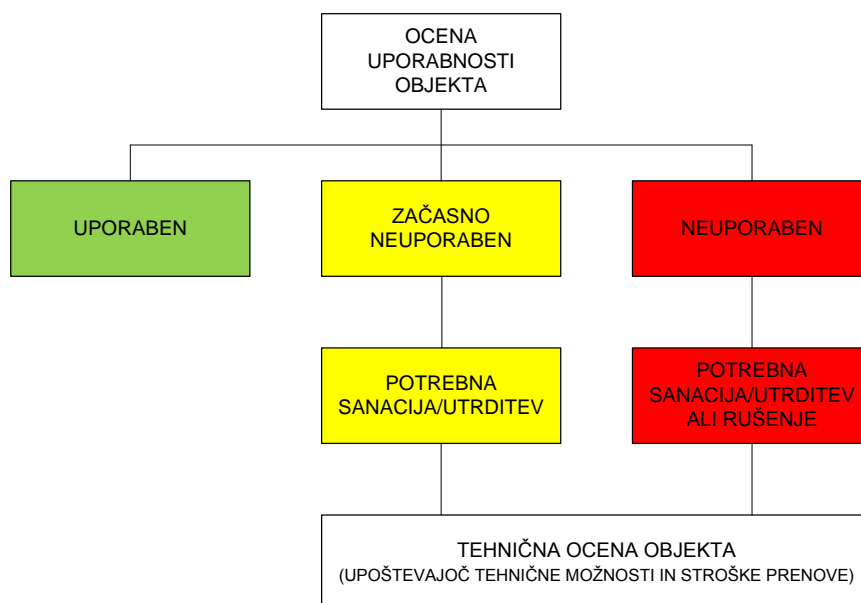 OCENA
UPORABNOSTI
OBJEKTA
UPORABEN
ZAČASNO
NEUPORABEN
NEUPORABEN
POTREBNA
SANACIJA/UTRDITEV
POTREBNA
SANACIJA/UTRDITEV
ALI RUŠENJE
TEHNIČNA OCENA OBJEKTA
(UPOŠTEVAJOČ TEHNIČNE MOŽNOSTI IN STROŠKE PRENOVE)